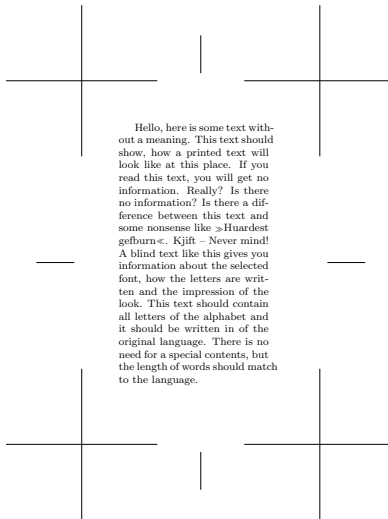 Hello, here is some text with-
out a meaning. This text should
show, how a printed text will
look like at this place. If you
read this text, you will get no
information. Really? Is there
no information? Is there a dif-
ference between this text and
some nonsense like ≫Huardest
gefburn≪. Kjift – Never mind!
A blind text like this gives you
information about the selected
font, how the letters are writ-
ten and the impression of the
look. This text should contain
all letters of the alphabet and
it should be written in of the
original language. There is no
need for a special contents, but
the length of words should match
to the language.